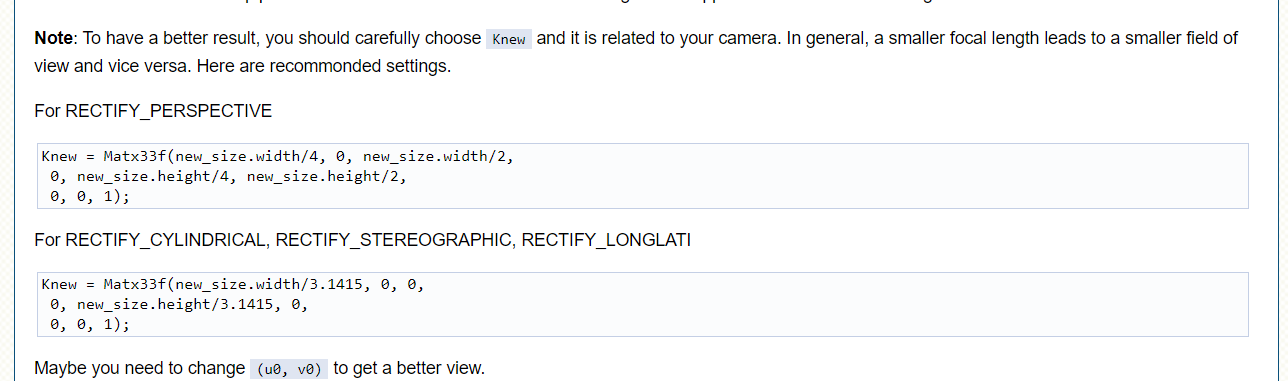 Note: To have a better result, you should carefully choose Knew and it is related to your camera. In general, a smaller focal length leads to a smaller field of
view and vice versa. Here are recommonded settings.
For RECTIFY_PERSPECTIVE
Knew = Matx33f(new_size.width/4, 0, new_size.width/2,
0, new_size.height/4, new_size.height/2,
0, 0, 1);
For RECTIFY_CYLINDRICAL, RECTIFY_STEREOGRAPHIC, RECTIFY_LONGLATI
Knew = Matx33f(new_size.width/3.1415, 0, 0,
0, new_size.height/3.1415, 0,
0, 0, 1);
Maybe you need to change (u0, v0) to get a better view.